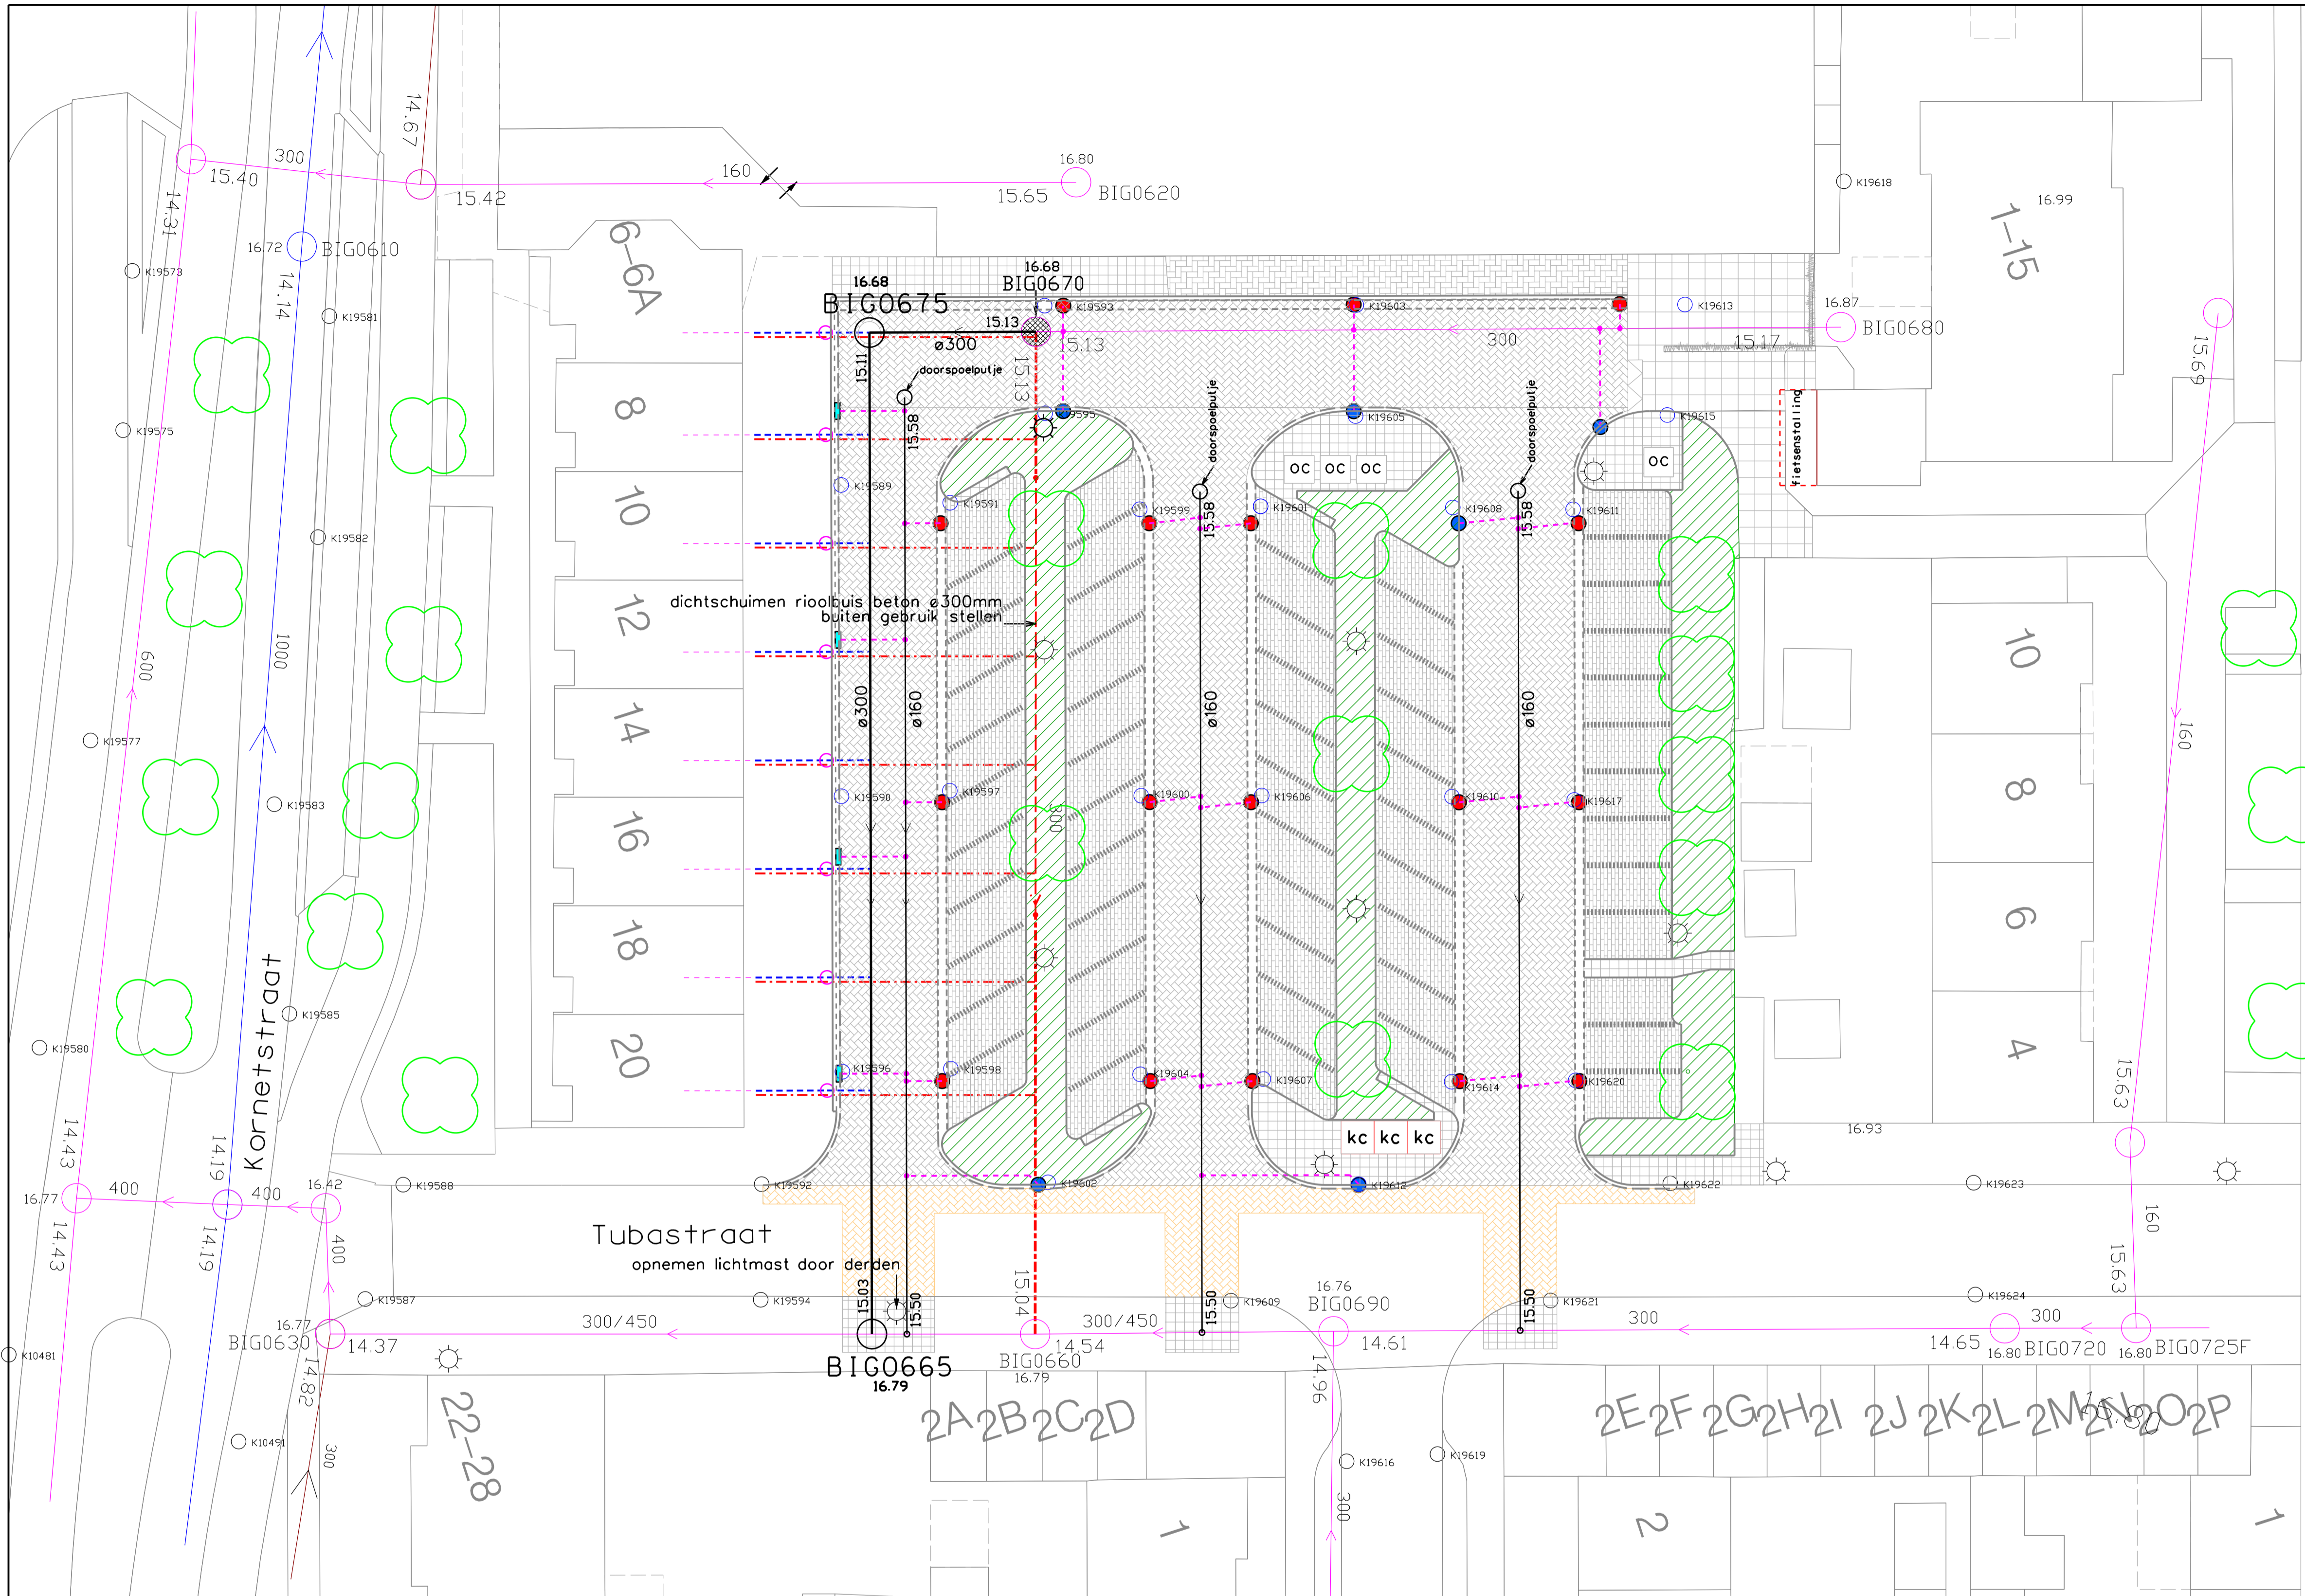 300
15.40
14.67
15.42
160
15.65
16.80
BIG0620
14.31
K19573
16.72
BIG0610
14.14
K19581
K19575
K19582
600
1000
K19577
K19583
K19580
K19585
Kornetstraat
14.43
14.19
400
400
16.77
16.42
K19588
14.43
14.19
400
K19587
16.77
BIG0630
14.37
K10481
14.82
K10491
300
22-28
6-6A
8
10
12
14
16
18
20
16.68
BIG0675
16.68
BIG0670
K19593
K19603
K19613
15.13
ø300
15.13
300
15.17
16.87
BIG0680
K19618
16.99
1-15
15.11
doorspoelputje
15.13
15.58
K19595
K19605
K19615
doorspoelputje
doorspoelputje
fietsenstalling
oc
oc
oc
oc
K19589
K19591
K19599
15.58
K19601
K19608
15.58
K19611
dichtschuimen rioolbuis beton ø300mm
buiten gebruik stellen
ø300
ø160
ø160
ø160
K19590
K19597
300
K19600
K19606
K19610
K19617
K19596
K19598
K19604
K19607
K19614
K19620
kc
kc
kc
K19592
K19602
K19612
K19622
K19623
16.93
Tubastraat
opnemen lichtmast door derden
K19594
15.03
15.50
15.04
15.50
K19609
16.76
BIG0690
15.50
K19621
K19624
300/450
300/450
300
300
BIG0665
16.79
BIG0660
14.54
16.79
14.61
14.65
16.80
BIG0720
16.80
BIG0725F
14.96
K19616
K19619
300
2A
2B
2C
2D
2E
2F
2G
2H
2I
2J
2K
2L
2M
2N
2O
2P
1
2
1
15.69
160
15.63
160
15.63
10
8
6
4